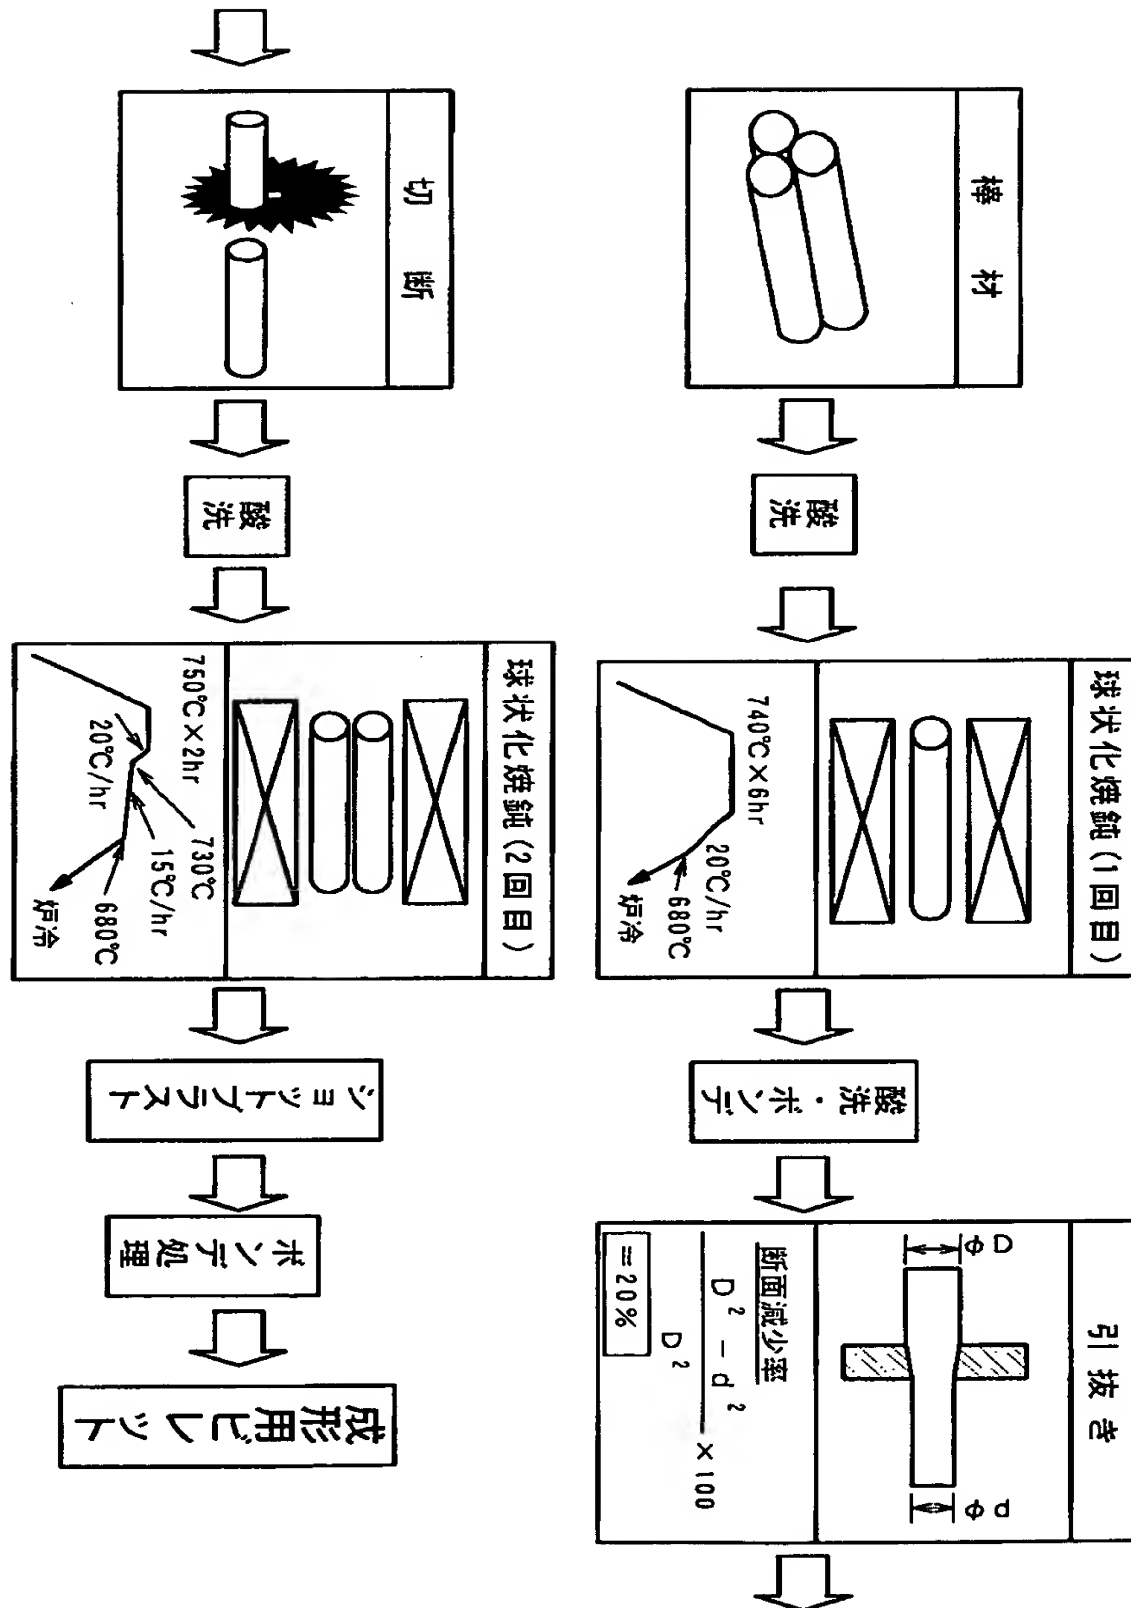 棒材
酸洗
球状化焼鈍(1回目)
740℃×6hr
20℃/hr
680℃
炉冷
酸洗・ボンデ
引抜き
Dφ
dφ
断面減少率
D² − d²
D²
×100
=20%
切断
酸洗
球状化焼鈍(2回目)
750℃×2hr
730℃
20℃/hr
15℃/hr
680℃
炉冷
ショットブラスト
ボンデ処理
成形用ビレット